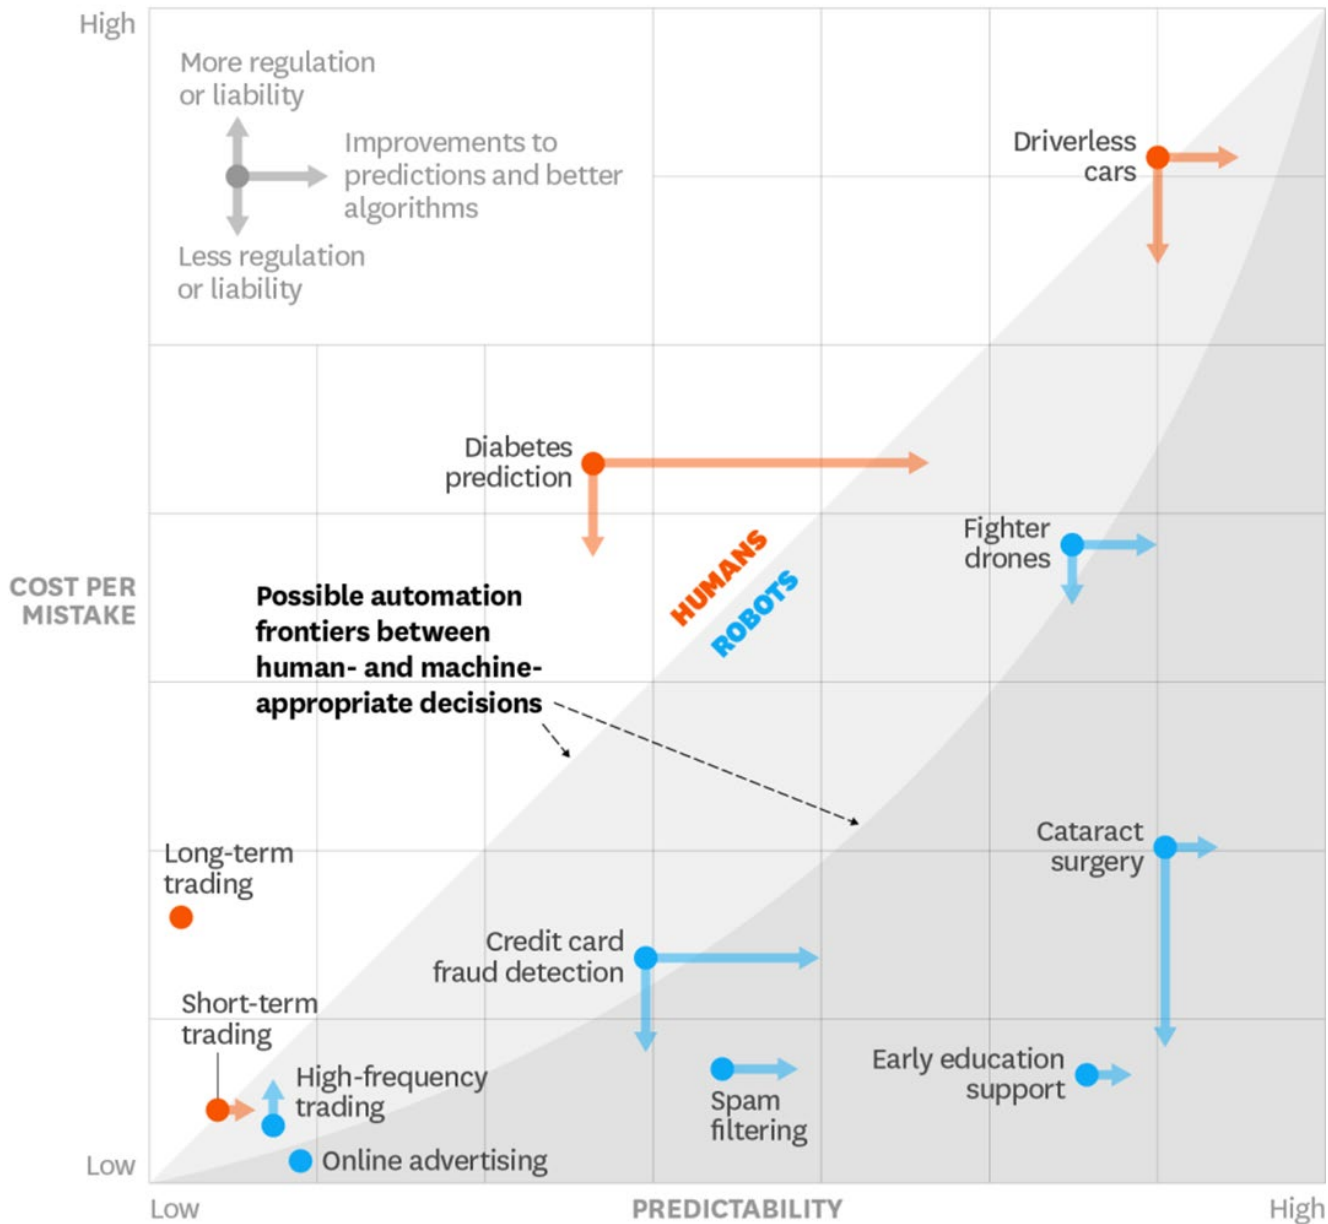 High
More regulation
or liability
Improvements to
predictions and better
algorithms
Less regulation
or liability
Driverless
cars
Diabetes
prediction
Fighter
drones
HUMANS
ROBOTS
COST PER
MISTAKE
Possible automation
frontiers between
human- and machine-
appropriate decisions
Cataract
surgery
Long-term
trading
Credit card
fraud detection
Short-term
trading
High-frequency
trading
Early education
support
Spam
filtering
Online advertising
Low
Low
PREDICTABILITY
High